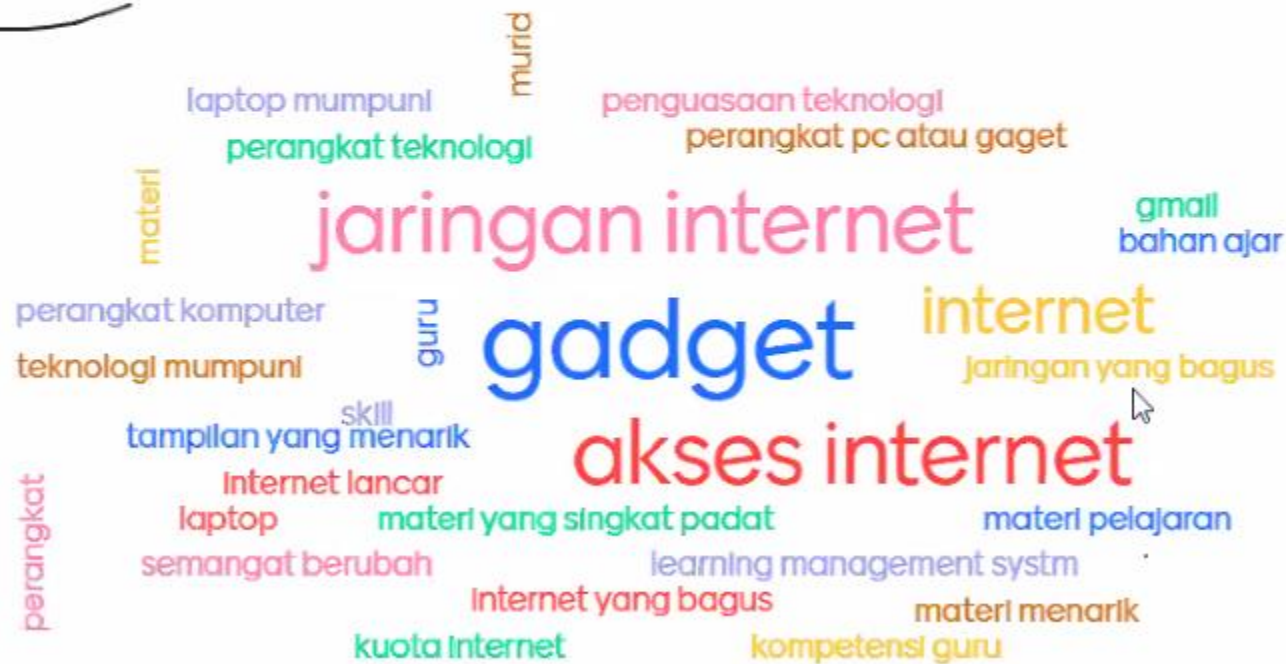 murid
laptop mumpuni
penguasaan teknologi
perangkat teknologi
perangkat pc atau gaget
materi
jaringan internet
gmail
bahan ajar
perangkat komputer
guru
gadget
internet
teknologi mumpuni
jaringan yang bagus
skill
tampilan yang menarik
akses internet
internet lancar
perangkat
laptop
materi yang singkat padat
materi pelajaran
semangat berubah
learning management systm
internet yang bagus
materi menarik
kuota internet
kompetensi guru